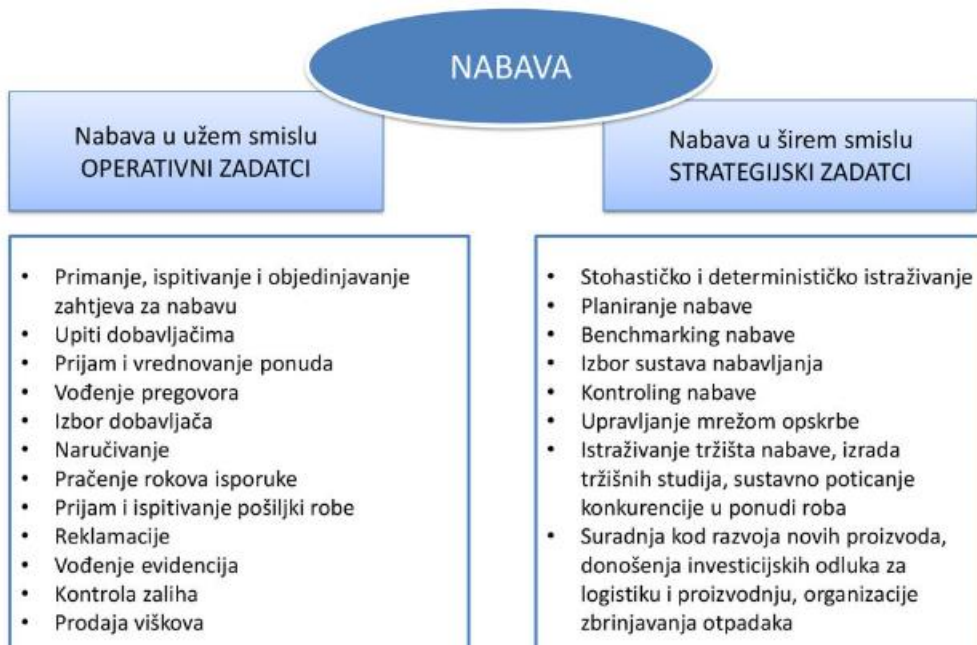 NABAVA
Nabava u užem smislu
OPERATIVNI ZADATCI
Nabava u širem smislu
STRATEGIJSKI ZADATCI
• Primanje, ispitivanje i objedinjavanje
zahtjeva za nabavu
• Upiti dobavljačima
• Prijam i vrednovanje ponuda
• Vođenje pregovora
• Izbor dobavljača
• Naručivanje
• Pračenje rokova isporuke
• Prijam i ispitivanje pošiljki robe
• Reklamacije
• Vođenje evidencija
• Kontrola zaliha
• Prodaja viškova
• Stohastičko i determinističko istraživanje
• Planiranje nabave
• Benchmarking nabave
• Izbor sustava nabavljanja
• Kontroling nabave
• Upravljanje mrežom opskrbe
• Istraživanje tržišta nabave, izrada
tržišnih studija, sustavno poticanje
konkurencije u ponudi roba
• Suradnja kod razvoja novih proizvoda,
donošenja investicijskih odluka za
logistiku i proizvodnju, organizacije
zbrinjavanja otpadaka